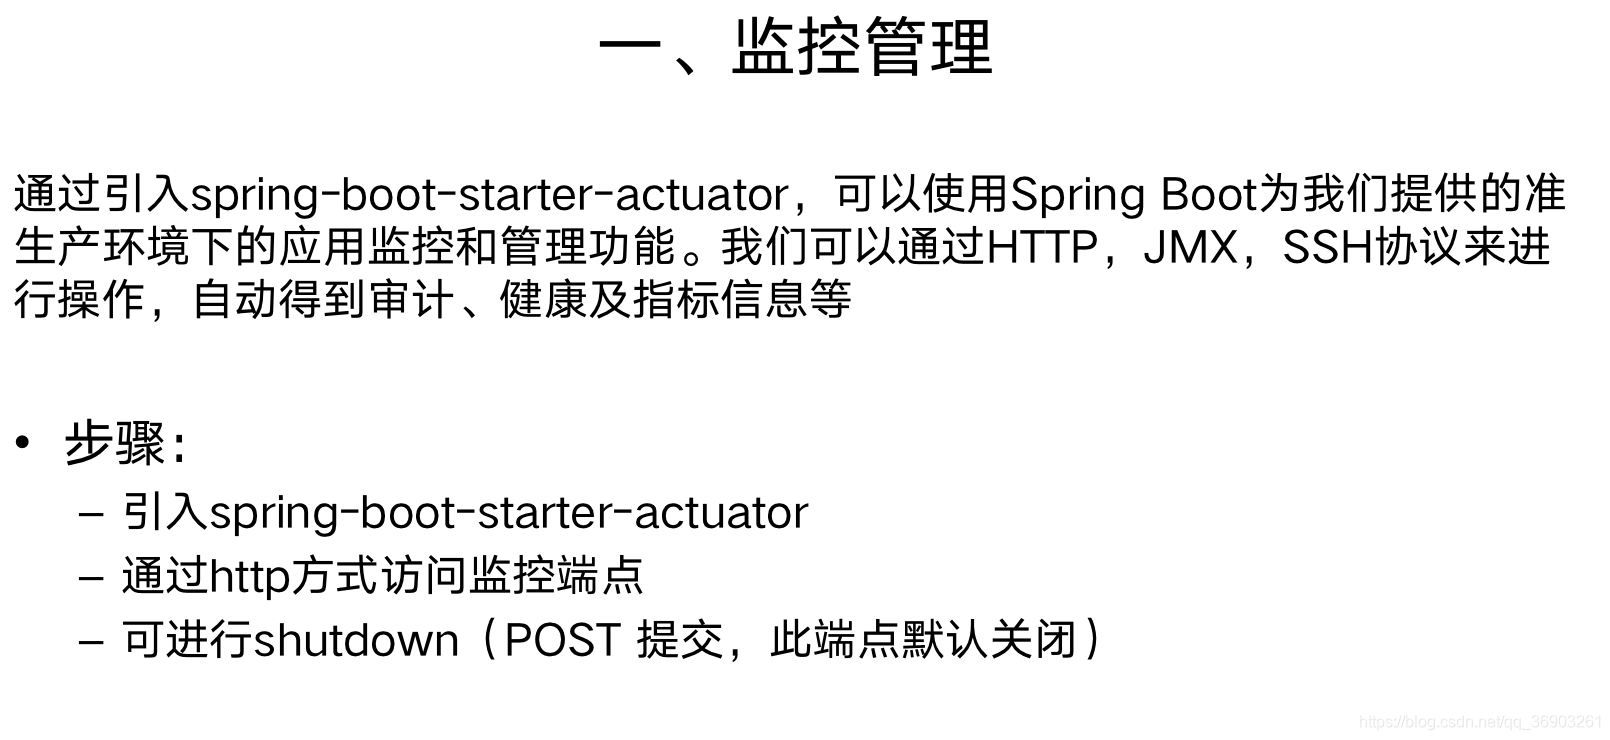 一、监控管理
通过引入spring-boot-starter-actuator，可以使用Spring Boot为我们提供的准
生产环境下的应用监控和管理功能。我们可以通过HTTP，JMX，SSH协议来进
行操作，自动得到审计、健康及指标信息等
• 步骤：
– 引入spring-boot-starter-actuator
– 通过http方式访问监控端点
– 可进行shutdown（POST 提交，此端点默认关闭）
https://blog.csdn.net/qq_36903261